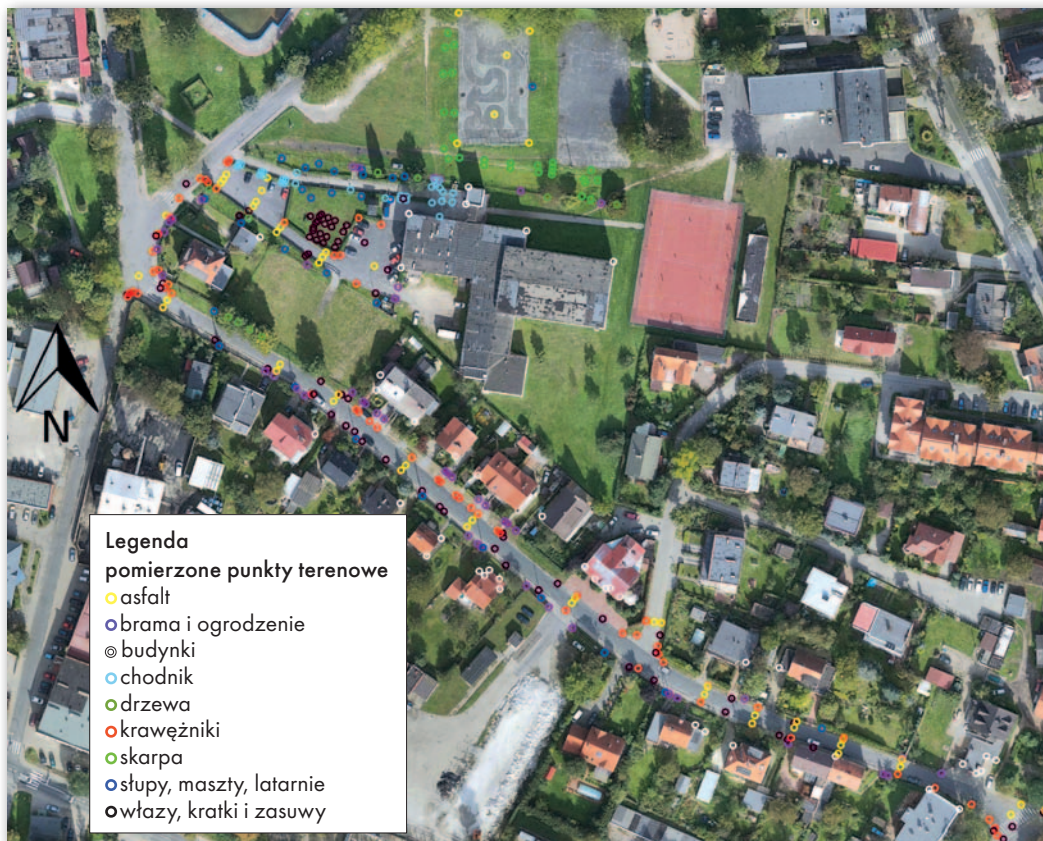 N
Legenda
pomierzone punkty terenowe
asfalt
brama i ogrodzenie
budynki
chodnik
drzewa
krawężniki
skarpa
słupy, maszty, latarnie
włazy, kratki i zasuwy